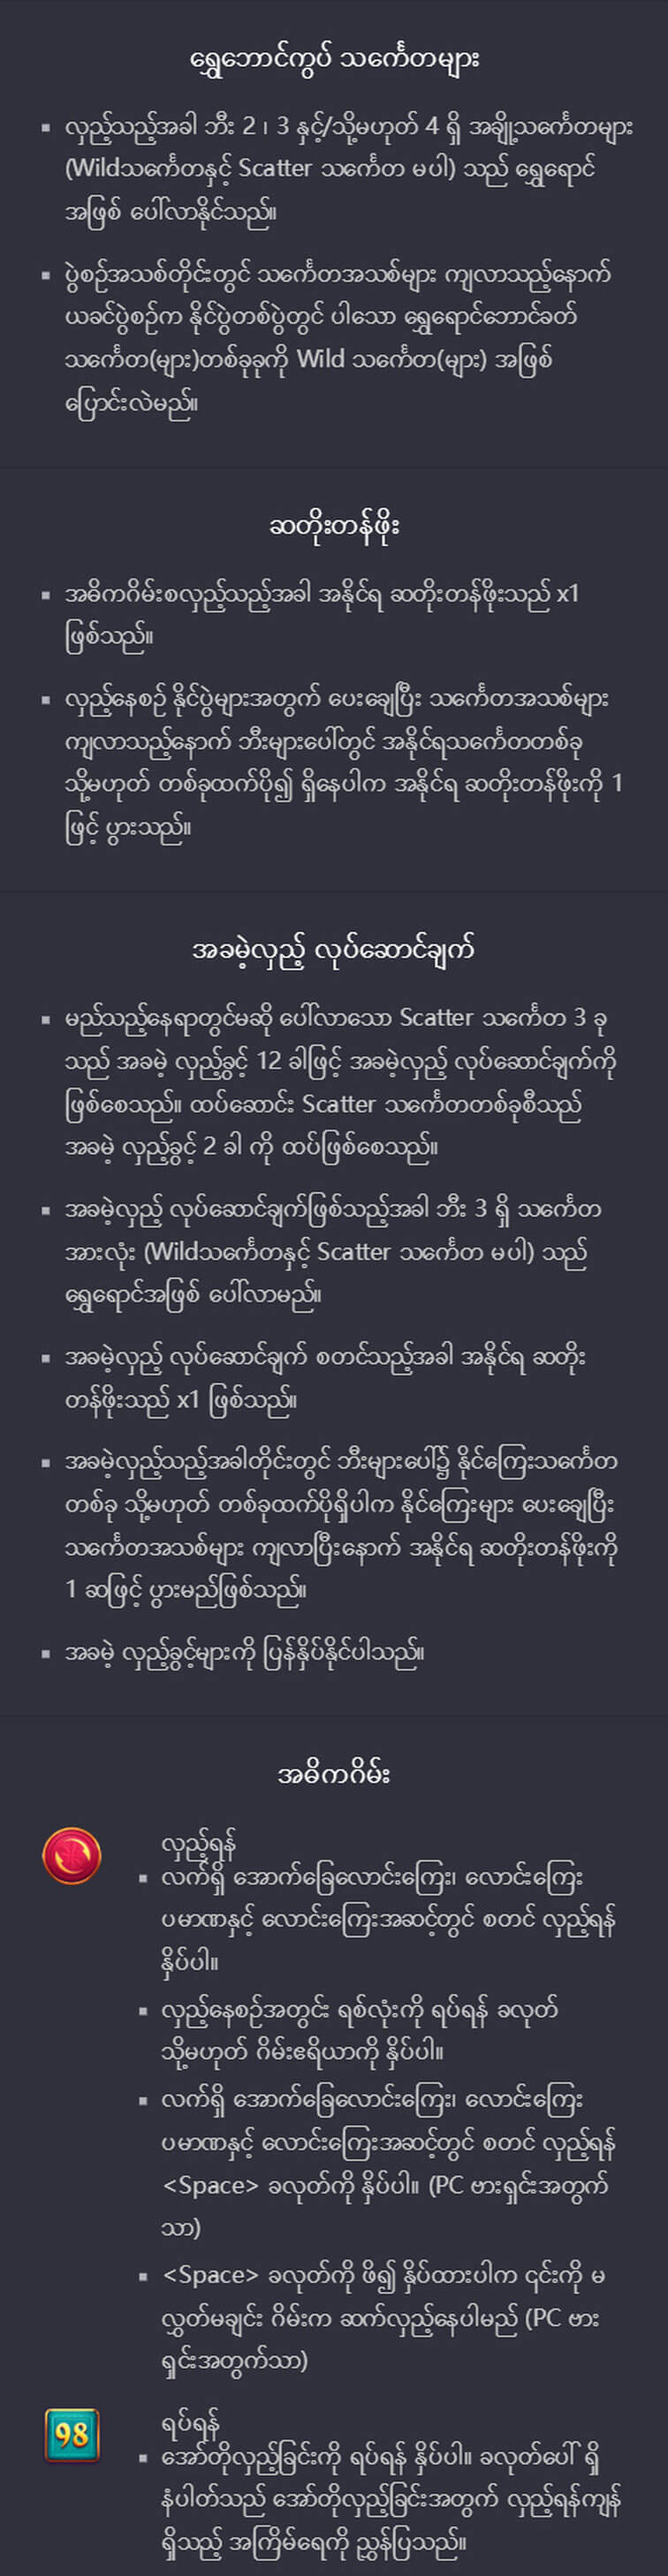 ရွှေဘောင်ကွပ် သင်္ကေတများ
▪ လှည့်သည့်အခါ ဘီး 2 ၊ 3 နှင့်/သို့မဟုတ် 4 ရှိ အချို့သင်္ကေတများ
(Wildသင်္ကေတနှင့် Scatter သင်္ကေတ မပါ) သည် ရွှေရောင်
အဖြစ် ပေါ်လာနိုင်သည်။
▪ ပွဲစဉ်အသစ်တိုင်းတွင် သင်္ကေတအသစ်များ ကျလာသည့်နောက်
ယခင်ပွဲစဉ်က နိုင်ပွဲတစ်ပွဲတွင် ပါသော ရွှေရောင်ဘောင်ခတ်
သင်္ကေတ(များ)တစ်ခုခုကို Wild သင်္ကေတ(များ) အဖြစ်
ပြောင်းလဲမည်။
ဆတိုးတန်ဖိုး
▪ အဓိကဂိမ်းစလှည့်သည့်အခါ အနိုင်ရ ဆတိုးတန်ဖိုးသည် x1
ဖြစ်သည်။
▪ လှည့်နေစဉ် နိုင်ပွဲများအတွက် ပေးချေပြီး သင်္ကေတအသစ်များ
ကျလာသည့်နောက် ဘီးများပေါ်တွင် အနိုင်ရသင်္ကေတတစ်ခု
သို့မဟုတ် တစ်ခုထက်ပို၍ ရှိနေပါက အနိုင်ရ ဆတိုးတန်ဖိုးကို 1
ဖြင့် ပွားသည်။
အခမဲ့လှည့် လုပ်ဆောင်ချက်
▪ မည်သည့်နေရာတွင်မဆို ပေါ်လာသော Scatter သင်္ကေတ 3 ခု
သည် အခမဲ့ လှည့်ခွင့် 12 ခါဖြင့် အခမဲ့လှည့် လုပ်ဆောင်ချက်ကို
ဖြစ်စေသည်။ ထပ်ဆောင်း Scatter သင်္ကေတတစ်ခုစီသည်
အခမဲ့ လှည့်ခွင့် 2 ခါ ကို ထပ်ဖြစ်စေသည်။
▪ အခမဲ့လှည့် လုပ်ဆောင်ချက်ဖြစ်သည့်အခါ ဘီး 3 ရှိ သင်္ကေတ
အားလုံး (Wildသင်္ကေတနှင့် Scatter သင်္ကေတ မပါ) သည်
ရွှေရောင်အဖြစ် ပေါ်လာမည်။
▪ အခမဲ့လှည့် လုပ်ဆောင်ချက် စတင်သည့်အခါ အနိုင်ရ ဆတိုး
တန်ဖိုးသည် x1 ဖြစ်သည်။
▪ အခမဲ့လှည့်သည့်အခါတိုင်းတွင် ဘီးများပေါ်၌ နိုင်ကြေးသင်္ကေတ
တစ်ခု သို့မဟုတ် တစ်ခုထက်ပိုရှိပါက နိုင်ကြေးများ ပေးချေပြီး
သင်္ကေတအသစ်များ ကျလာပြီးနောက် အနိုင်ရ ဆတိုးတန်ဖိုးကို
1 ဆဖြင့် ပွားမည်ဖြစ်သည်။
▪ အခမဲ့ လှည့်ခွင့်များကို ပြန်နှိပ်နိုင်ပါသည်။
အဓိကဂိမ်း
လှည့်ရန်
▪ လက်ရှိ အောက်ခြေလောင်းကြေး၊ လောင်းကြေး
ပမာဏနှင့် လောင်းကြေးအဆင့်တွင် စတင် လှည့်ရန်
နှိပ်ပါ။
▪ လှည့်နေစဉ်အတွင်း ရစ်လုံးကို ရပ်ရန် ခလုတ်
သို့မဟုတ် ဂိမ်းဧရိယာကို နှိပ်ပါ။
▪ လက်ရှိ အောက်ခြေလောင်းကြေး၊ လောင်းကြေး
ပမာဏနှင့် လောင်းကြေးအဆင့်တွင် စတင် လှည့်ရန်
<Space> ခလုတ်ကို နှိပ်ပါ။ (PC ဗားရှင်းအတွက်
သာ)
▪ <Space> ခလုတ်ကို ဖိ၍ နှိပ်ထားပါက ၎င်းကို မ
လွှတ်မချင်း ဂိမ်းက ဆက်လှည့်နေပါမည် (PC ဗား
ရှင်းအတွက်သာ)
98
ရပ်ရန်
▪ အော်တိုလှည့်ခြင်းကို ရပ်ရန် နှိပ်ပါ။ ခလုတ်ပေါ် ရှိ
နံပါတ်သည် အော်တိုလှည့်ခြင်းအတွက် လှည့်ရန်ကျန်
ရှိသည့် အကြိမ်ရေကို ညွှန်ပြသည်။